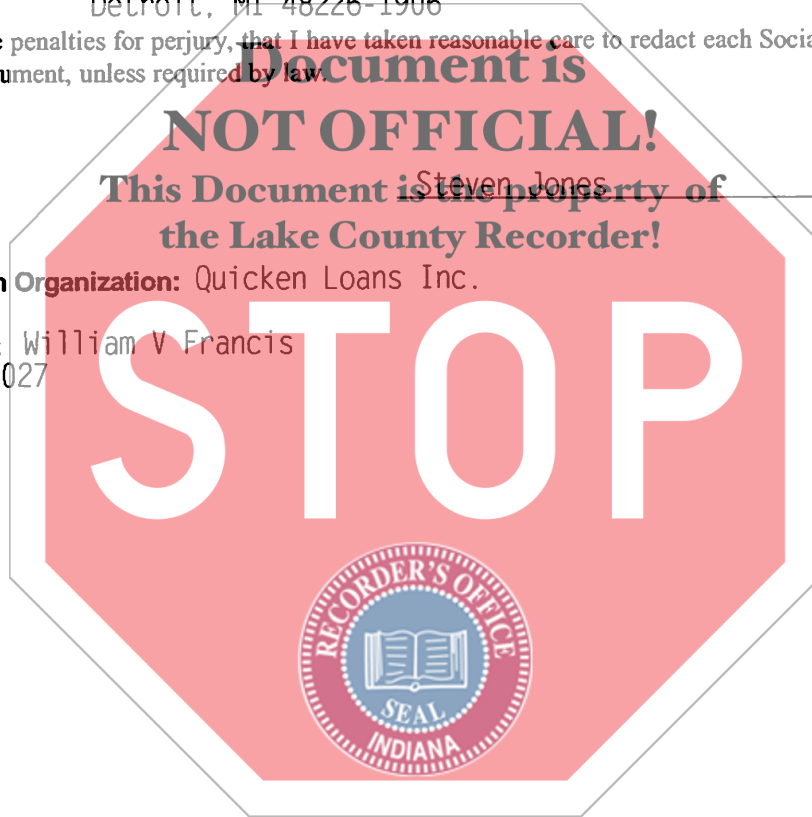 Detroit, MI 48226-1906
penalties for perjury, that I have taken reasonable care to redact each Socia
ument, unless required by law.
Document is
NOT OFFICIAL!
Steven Jones
This Document is the property of
the Lake County Recorder!
n Organization: Quicken Loans Inc.
William V Francis
027
STOP
RECORDER'S OFFICE
SEAL
INDIANA